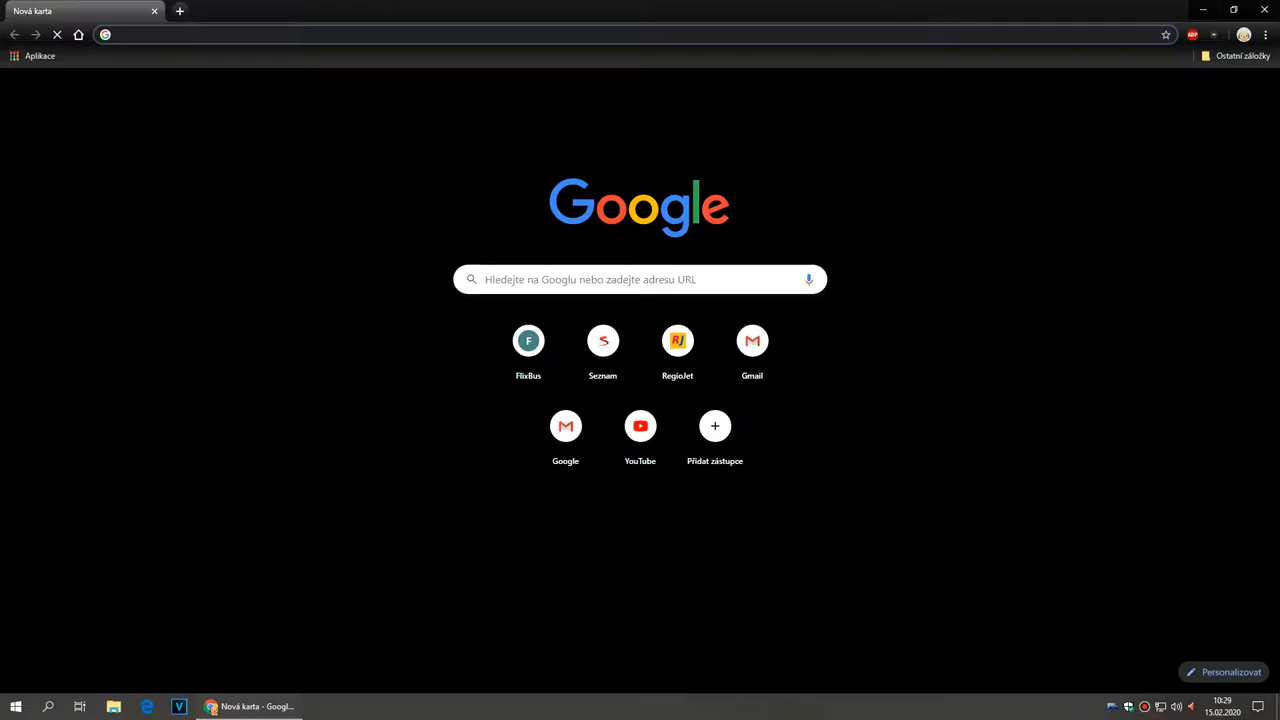 Nová karta
Aplikace
ABP
Ostatní záložky
Google
Hledejte na Googlu nebo zadejte adresu URL
F
S
RJ
M
FlixBus
Seznam
RegioJet
Gmail
M
Google
YouTube
Přidat zástupce
Personalizovat
V
Nová karta - Googl...
10:29
15.02.2020